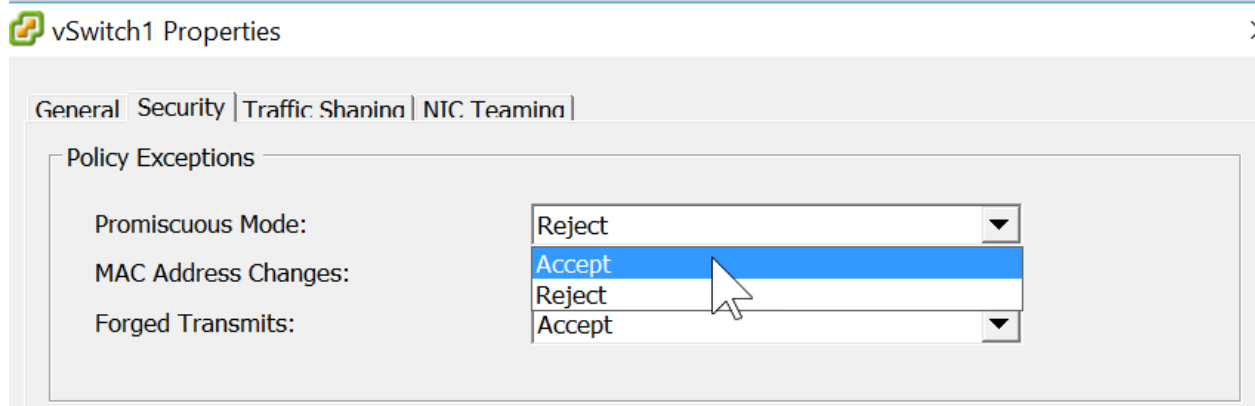 vSwitch1 Properties
General Security Traffic Shaping NIC Teaming
Policy Exceptions
Promiscuous Mode: Reject
Accept
MAC Address Changes:
Reject
Forged Transmits: Accept